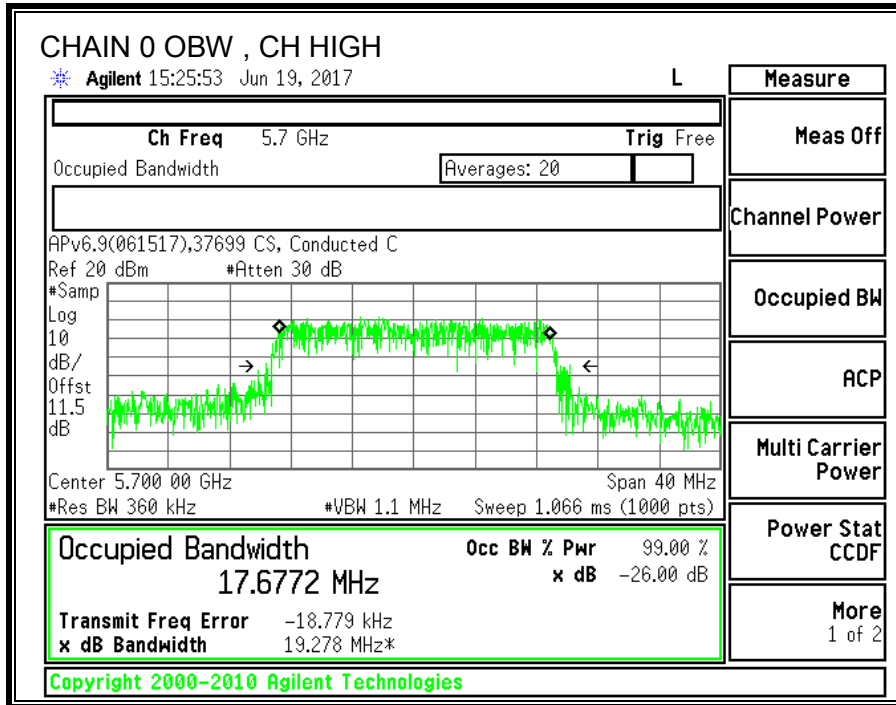 CHAIN 0 OBW , CH HIGH
Agilent 15:25:53 Jun 19, 2017 L
Measure
Ch Freq 5.7 GHz Trig Free
Meas Off
Occupied Bandwidth Averages: 20
Channel Power
APv6.9(061517),37699 CS, Conducted C
Ref 20 dBm #Atten 30 dB
#Samp
Log
10
dB/
Offst
11.5
dB
Occupied BW
ACP
Center 5.700 00 GHz Span 40 MHz
#Res BW 360 kHz #VBW 1.1 MHz Sweep 1.066 ms (1000 pts)
Multi Carrier
Power
Occupied Bandwidth
17.6772 MHz
Occ BW % Pwr 99.00 %
x dB -26.00 dB
Power Stat
CCDF
Transmit Freq Error -18.779 kHz
x dB Bandwidth 19.278 MHz*
More
1 of 2
Copyright 2000-2010 Agilent Technologies